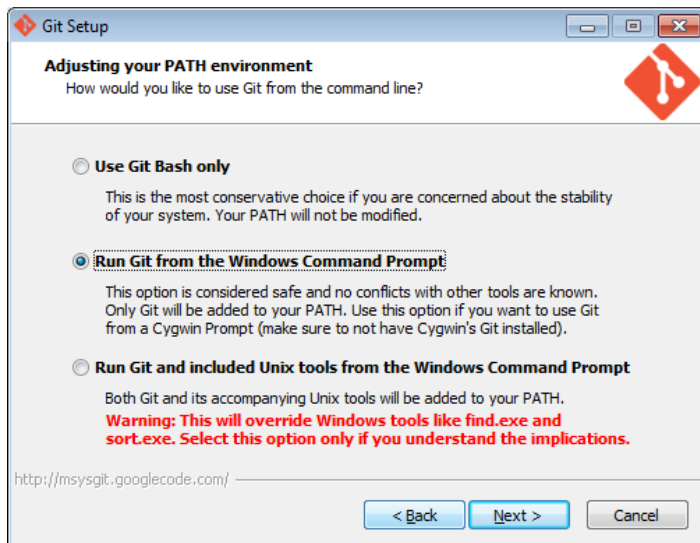 Git Setup
Adjusting your PATH environment
How would you like to use Git from the command line?
Use Git Bash only
This is the most conservative choice if you are concerned about the stability
of your system. Your PATH will not be modified.
Run Git from the Windows Command Prompt
This option is considered safe and no conflicts with other tools are known.
Only Git will be added to your PATH. Use this option if you want to use Git
from a Cygwin Prompt (make sure to not have Cygwin's Git installed).
Run Git and included Unix tools from the Windows Command Prompt
Both Git and its accompanying Unix tools will be added to your PATH.
Warning: This will override Windows tools like find.exe and
sort.exe. Select this option only if you understand the implications.
http://msysgit.googlecode.com/
< Back Next > Cancel